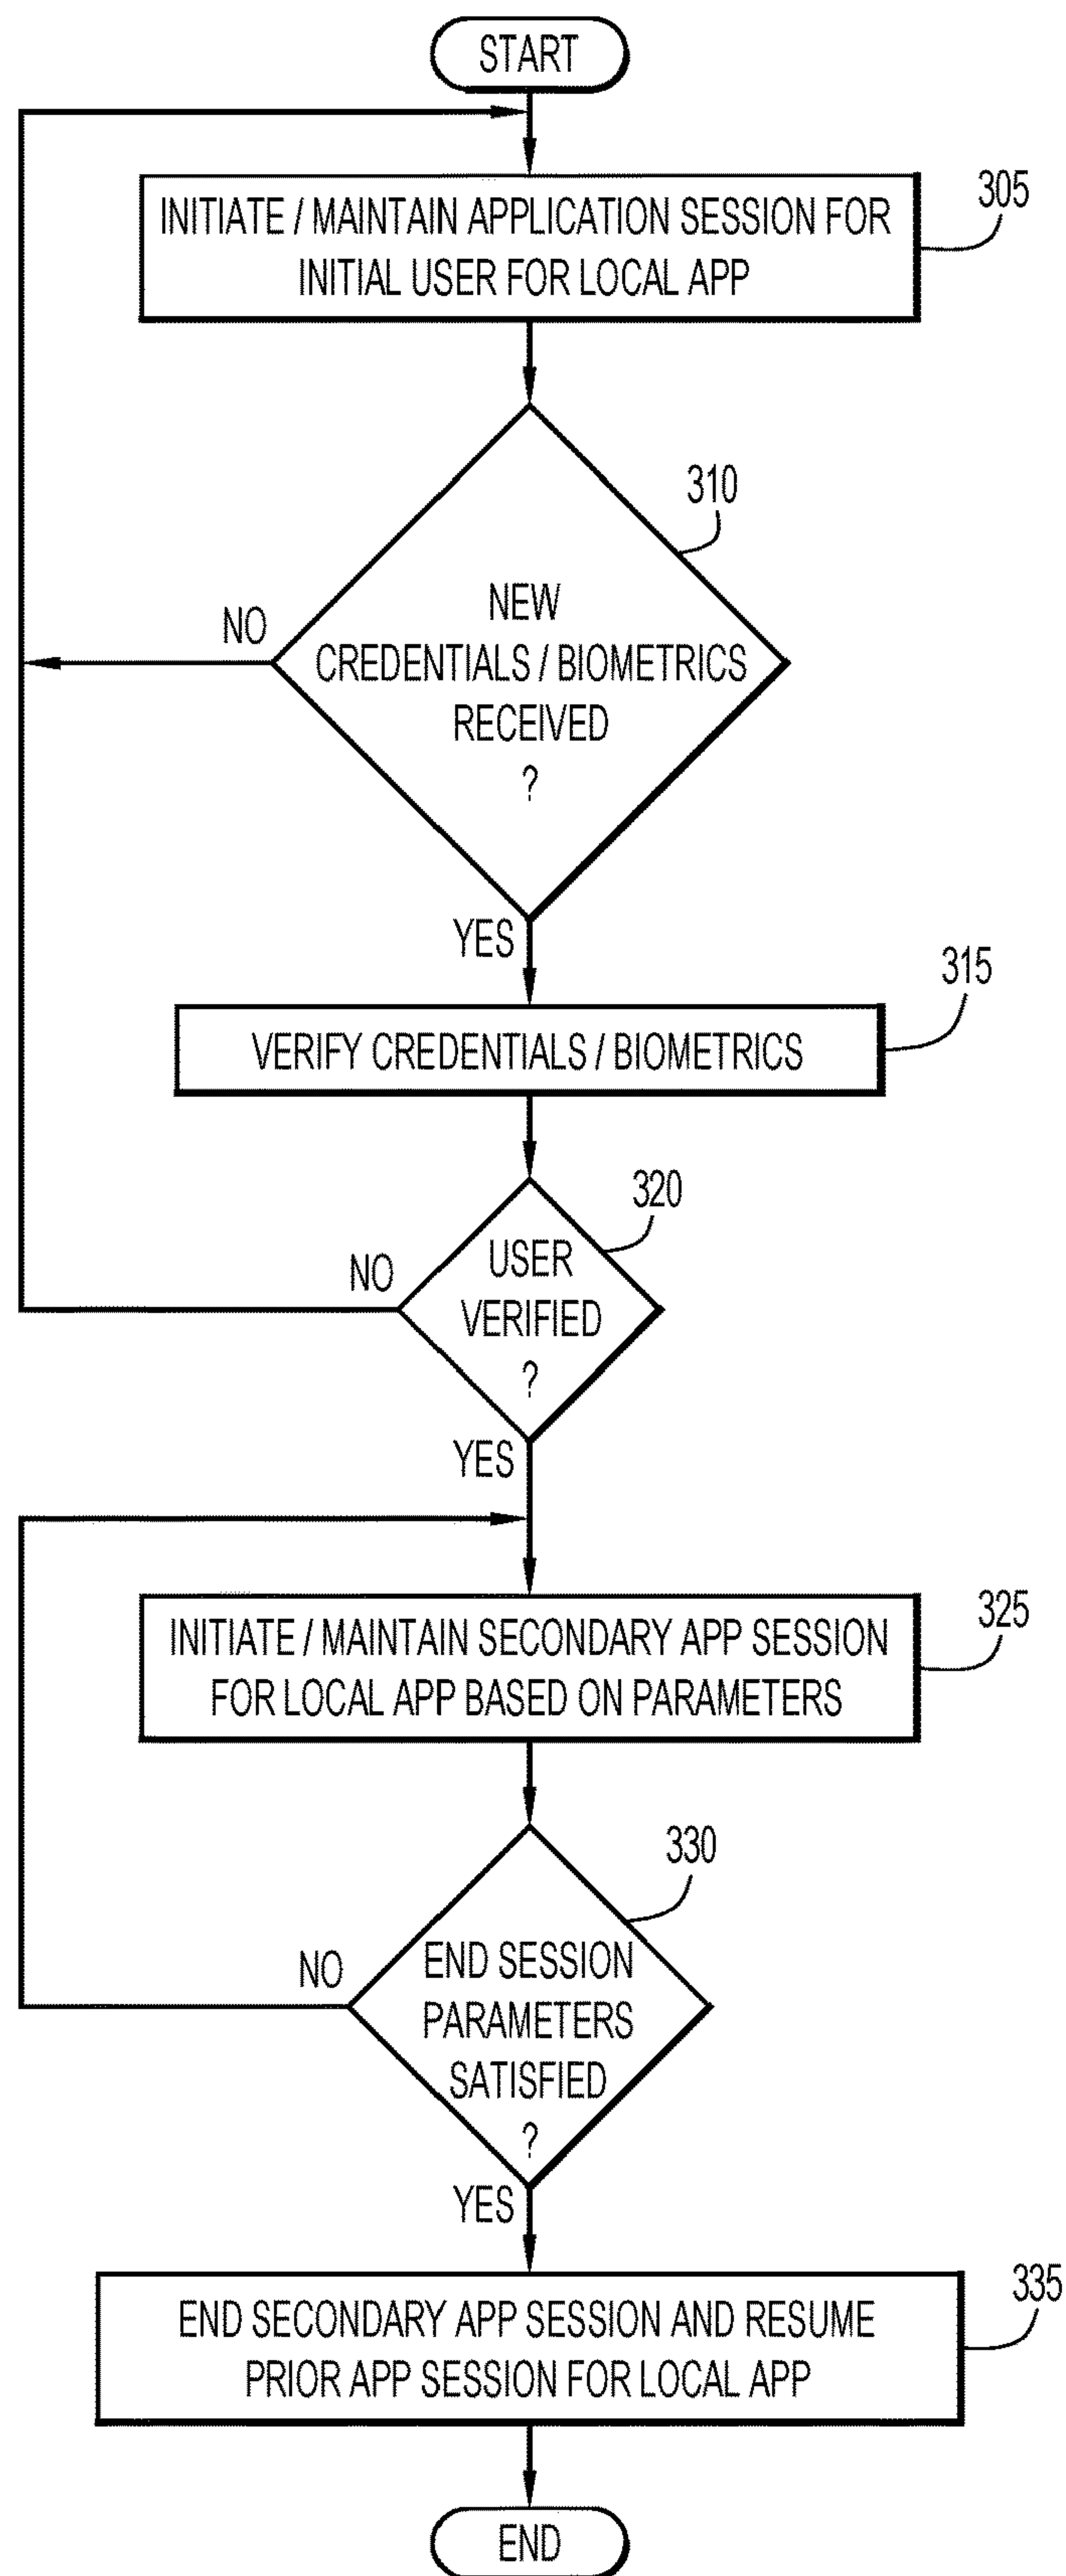 START
305
INITIATE / MAINTAIN APPLICATION SESSION FOR
INITIAL USER FOR LOCAL APP
310
NEW
CREDENTIALS / BIOMETRICS
RECEIVED
?
NO
YES
315
VERIFY CREDENTIALS / BIOMETRICS
320
USER
VERIFIED
?
NO
YES
325
INITIATE / MAINTAIN SECONDARY APP SESSION
FOR LOCAL APP BASED ON PARAMETERS
330
END SESSION
PARAMETERS
SATISFIED
?
NO
YES
335
END SECONDARY APP SESSION AND RESUME
PRIOR APP SESSION FOR LOCAL APP
END